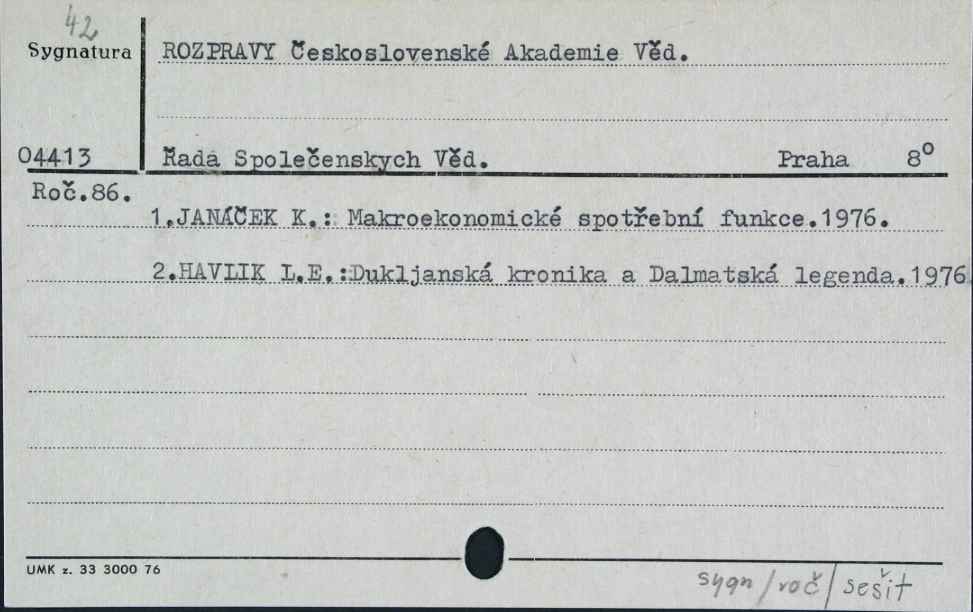 42
Sygnatura
ROZPRAVY Československé Akademie Věd.
04413
Řada Společenskych Věd. Praha 8°
Roč.86.
1.JANÁČEK K.: Makroekonomické spotřební funkce.1976.
2.HAVLIK L.E.:Dukljanská kronika a Dalmatská legenda.1976
UMK z. 33 3000 76
sygn/roč/sešit